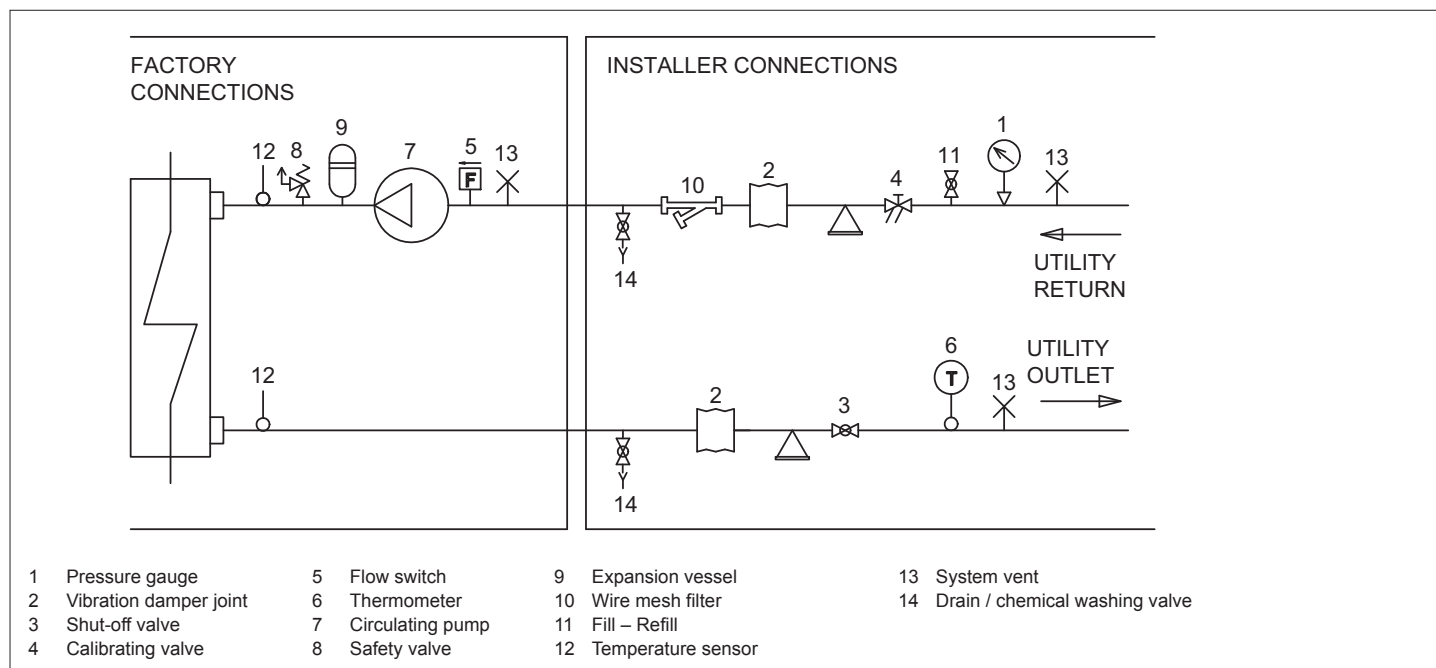 FACTORY
CONNECTIONS
INSTALLER CONNECTIONS
12
8
9
7
5
13
10
2
4
11
1
13
F
14
UTILITY
RETURN
12
2
3
6
13
T
UTILITY
OUTLET
14
1 Pressure gauge
2 Vibration damper joint
3 Shut-off valve
4 Calibrating valve
5 Flow switch
6 Thermometer
7 Circulating pump
8 Safety valve
9 Expansion vessel
10 Wire mesh filter
11 Fill – Refill
12 Temperature sensor
13 System vent
14 Drain / chemical washing valve